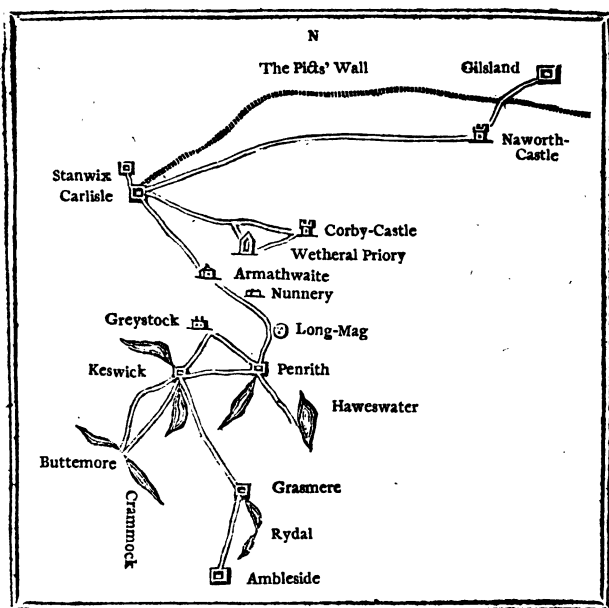 N
The Picts' Wall
Gilsland
Naworth-
Castle
Stanwix
Carlisle
Corby-Castle
Wetheral Priory
Armathwaite
Nunnery
Greystock
Long-Mag
Keswick
Penrith
Haweswater
Buttemore
Crammock
Grasmere
Rydal
Ambleside